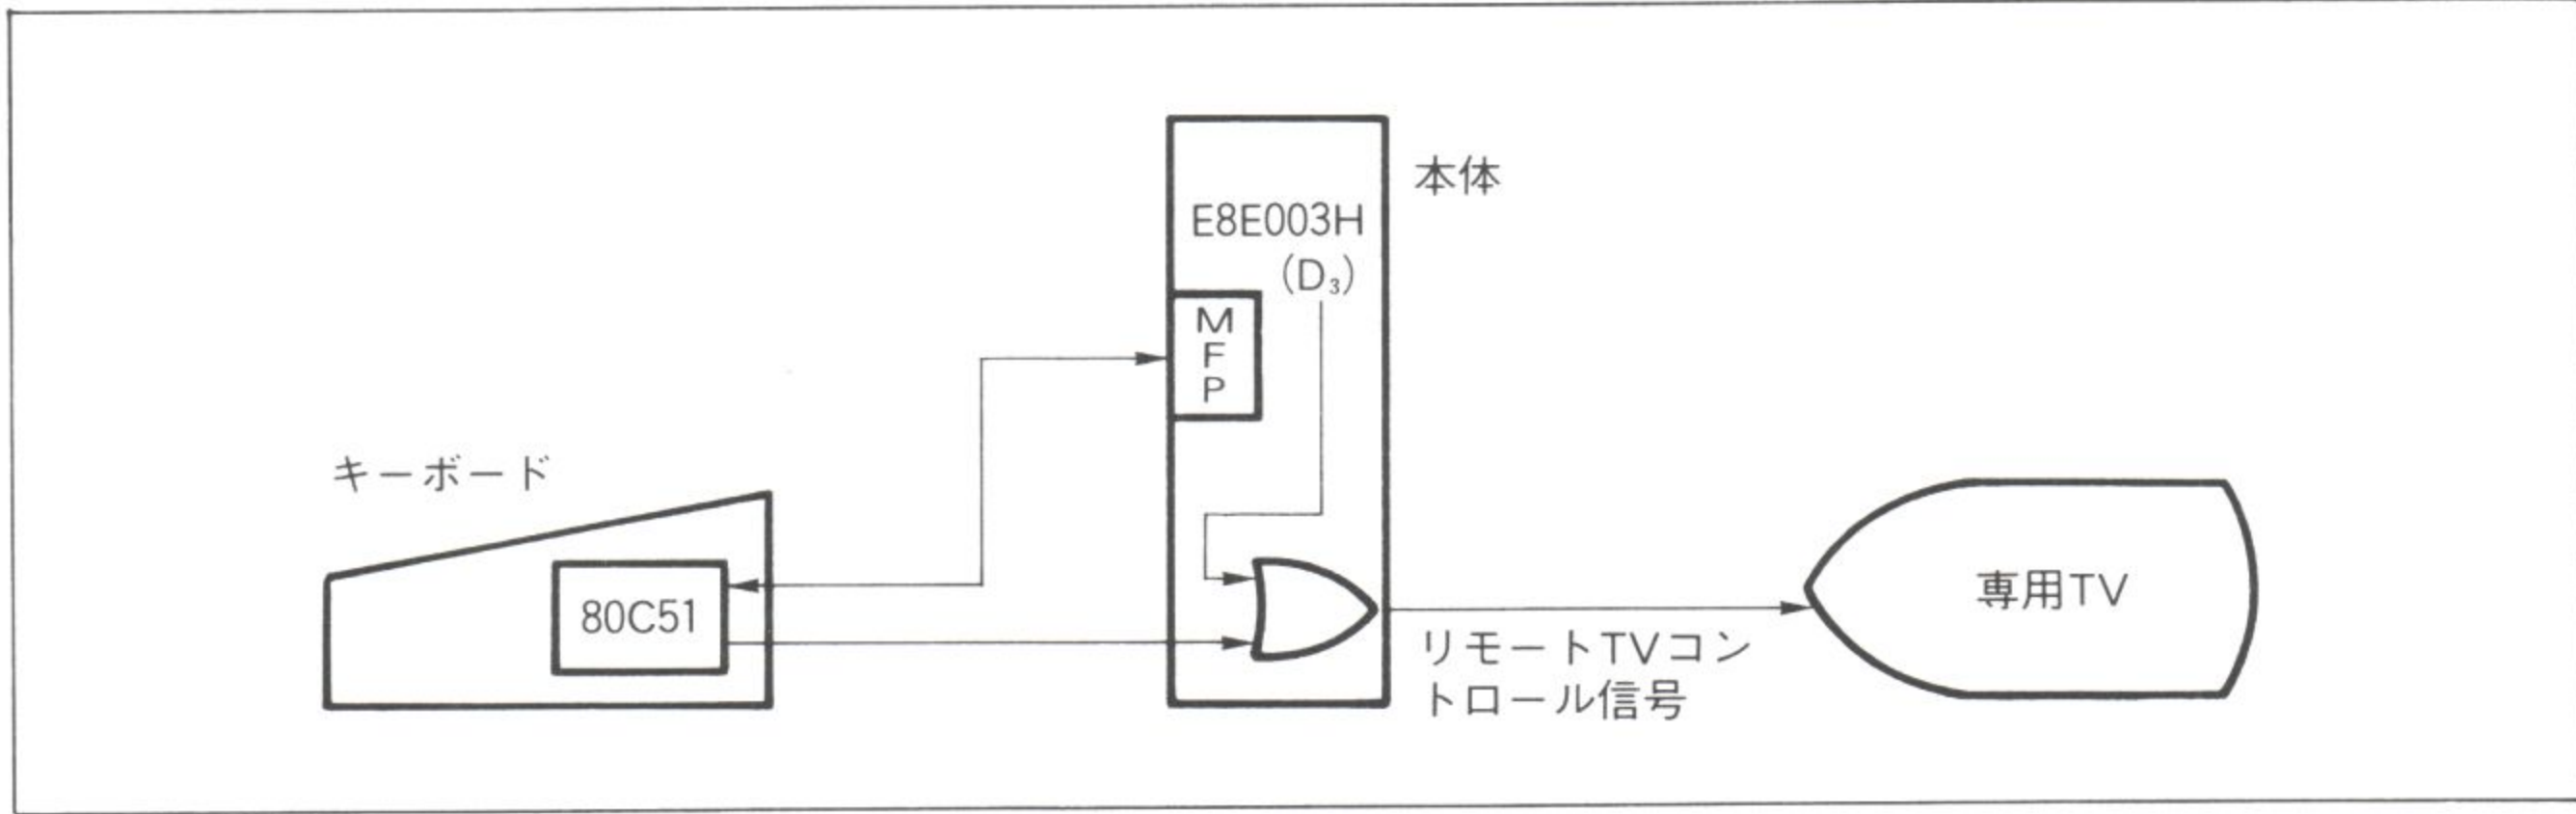 本体
E8E003H
(D₃)
M
F
P
キーボード
80C51
専用TV
リモートTVコン
トロール信号